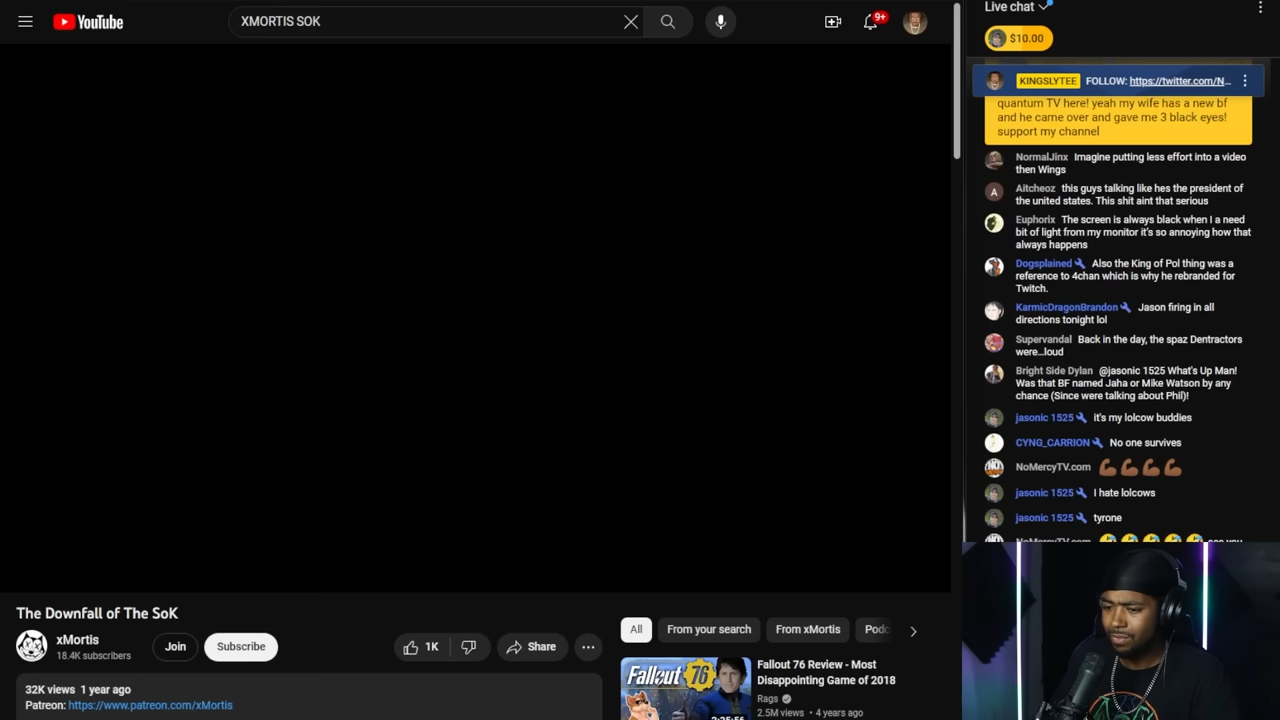 YouTube
XMORTIS SOK
9+
Live chat
$10.00
KINGSLYTEE FOLLOW: https://twitter.com/N...
quantum TV here! yeah my wife has a new bf
and he came over and gave me 3 black eyes!
support my channel
NormalJinx Imagine putting less effort into a video
then Wings
A
Aitcheoz this guys talking like hes the president of
the united states. This shit aint that serious
Euphorix The screen is always black when I a need
bit of light from my monitor it's so annoying how that
always happens
Dogsplained Also the King of Pol thing was a
reference to 4chan which is why he rebranded for
Twitch.
KarmicDragonBrandon Jason firing in all
directions tonight lol
Supervandal Back in the day, the spaz Dentractors
were…loud
Bright Side Dylan @jasonic 1525 What's Up Man!
Was that BF named Jaha or Mike Watson by any
chance (Since were talking about Phil)!
jasonic 1525 it's my lolcow buddies
CYNG_CARRION No one survives
NoMercyTV.com
jasonic 1525 I hate lolcows
jasonic 1525 tyrone
NoMercyTV.com see you
The Downfall of The SoK
xMortis
18.4K subscribers
Join
Subscribe
1K
Share
32K views 1 year ago
Patreon: https://www.patreon.com/xMortis
All
From your search
From xMortis
Podc
Fallout 76
2:25:56
Fallout 76 Review - Most
Disappointing Game of 2018
Rags
2.5M views • 4 years ago